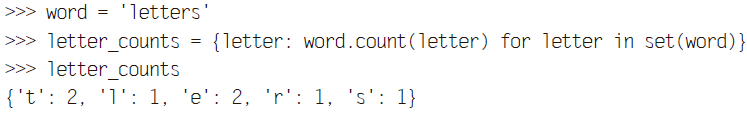 >>> word = 'letters'
>>> letter_counts = {letter: word.count(letter) for letter in set(word)}
>>> letter_counts
{'t': 2, 'l': 1, 'e': 2, 'r': 1, 's': 1}